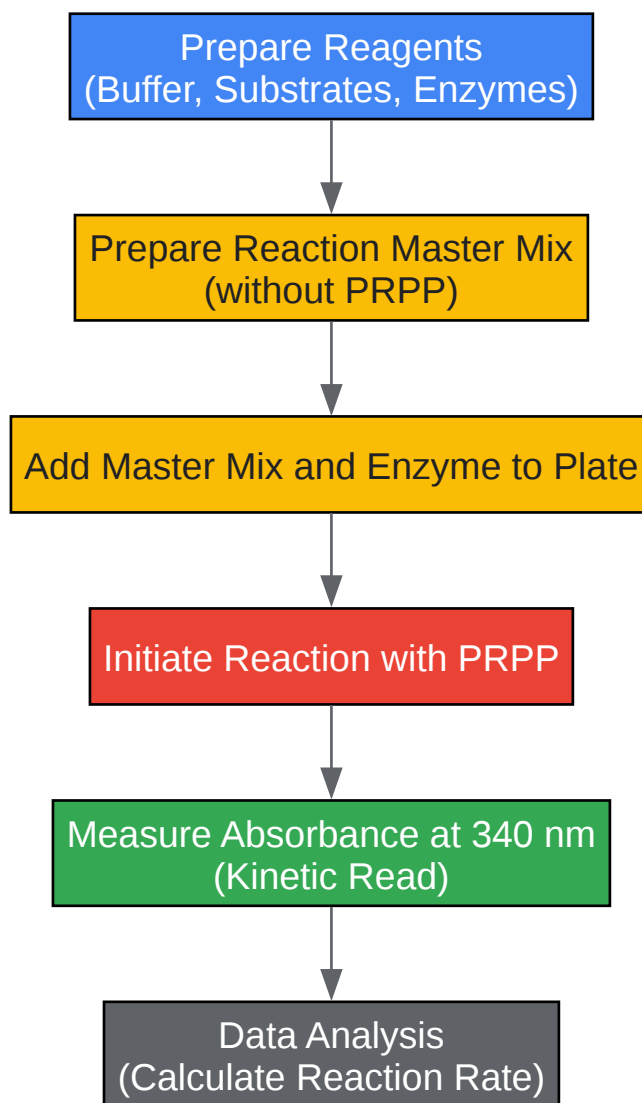 Prepare Reagents
(Buffer, Substrates, Enzymes)
Prepare Reaction Master Mix
(without PRPP)
Add Master Mix and Enzyme to Plate
Initiate Reaction with PRPP
Measure Absorbance at 340 nm
(Kinetic Read)
Data Analysis
(Calculate Reaction Rate)